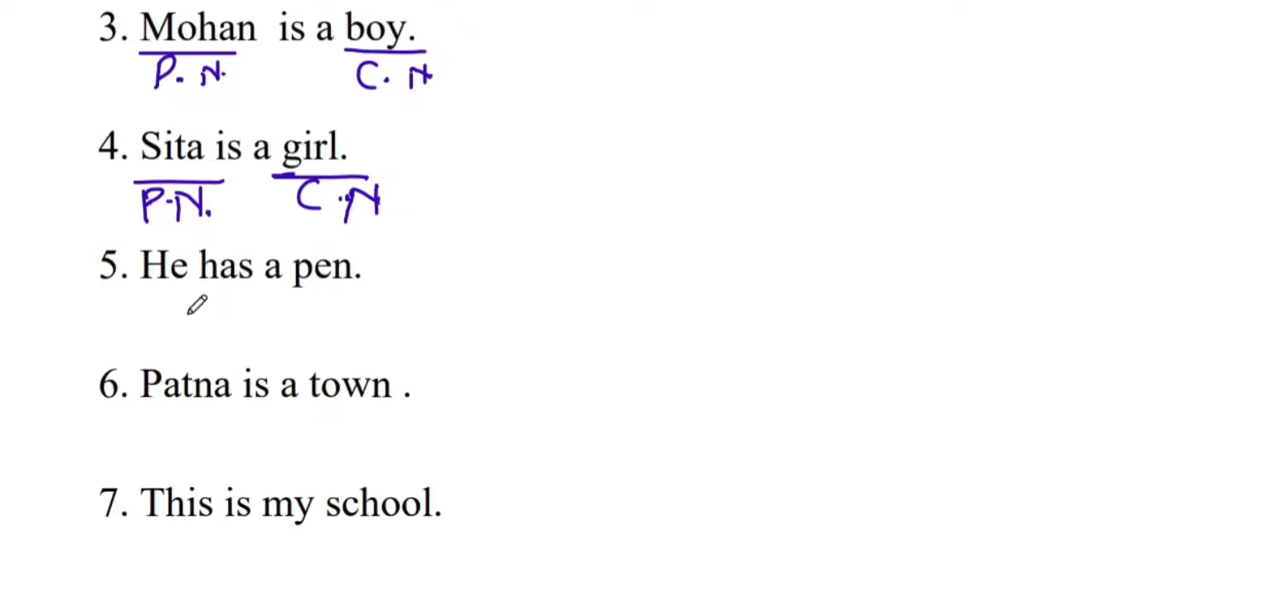 3. Mohan is a boy.
P. N. C. N
4. Sita is a girl.
P.N. C.N
5. He has a pen.
6. Patna is a town .
7. This is my school.